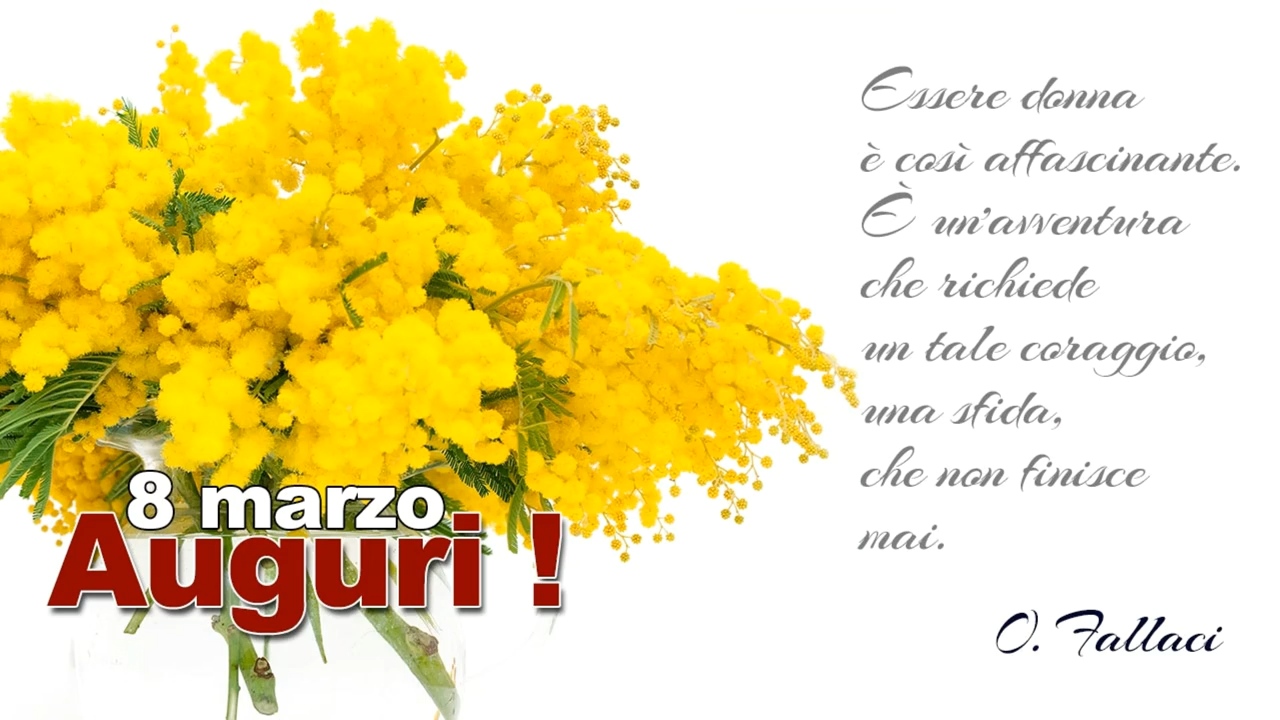 8 marzo
Auguri !
Essere donna
è così affascinante.
È un'avventura
che richiede
un tale coraggio,
una sfida,
che non finisce
mai.
O. Fallaci